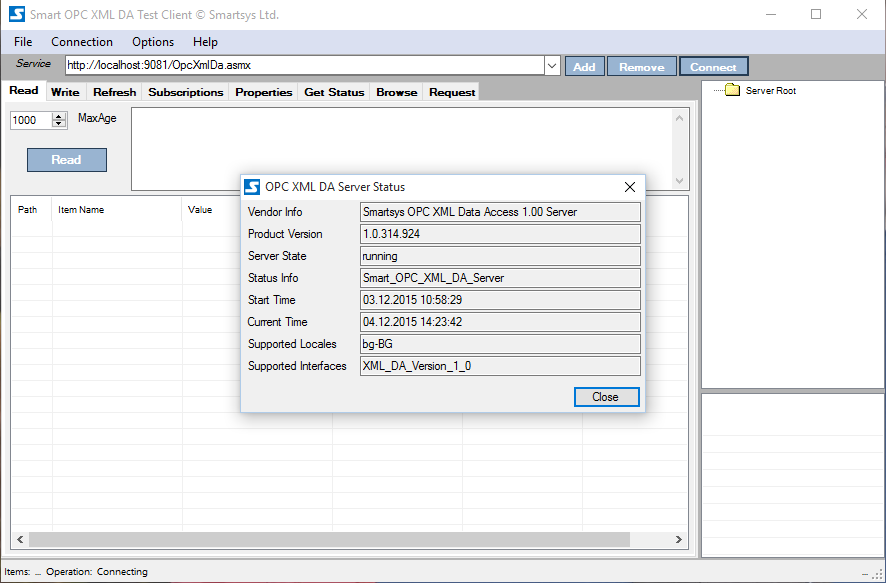 Smart OPC XML DA Test Client © Smartsys Ltd.
File Connection Options Help
Service http://localhost:9081/OpcXmlDa.asmx Add Remove Connect
Read Write Refresh Subscriptions Properties Get Status Browse Request
Server Root
1000 MaxAge
Read
Path Item Name Value
OPC XML DA Server Status
Vendor Info Smartsys OPC XML Data Access 1.00 Server
Product Version 1.0.314.924
Server State running
Status Info Smart_OPC_XML_DA_Server
Start Time 03.12.2015 10:58:29
Current Time 04.12.2015 14:23:42
Supported Locales bg-BG
Supported Interfaces XML_DA_Version_1_0
Close
Items: Operation: Connecting